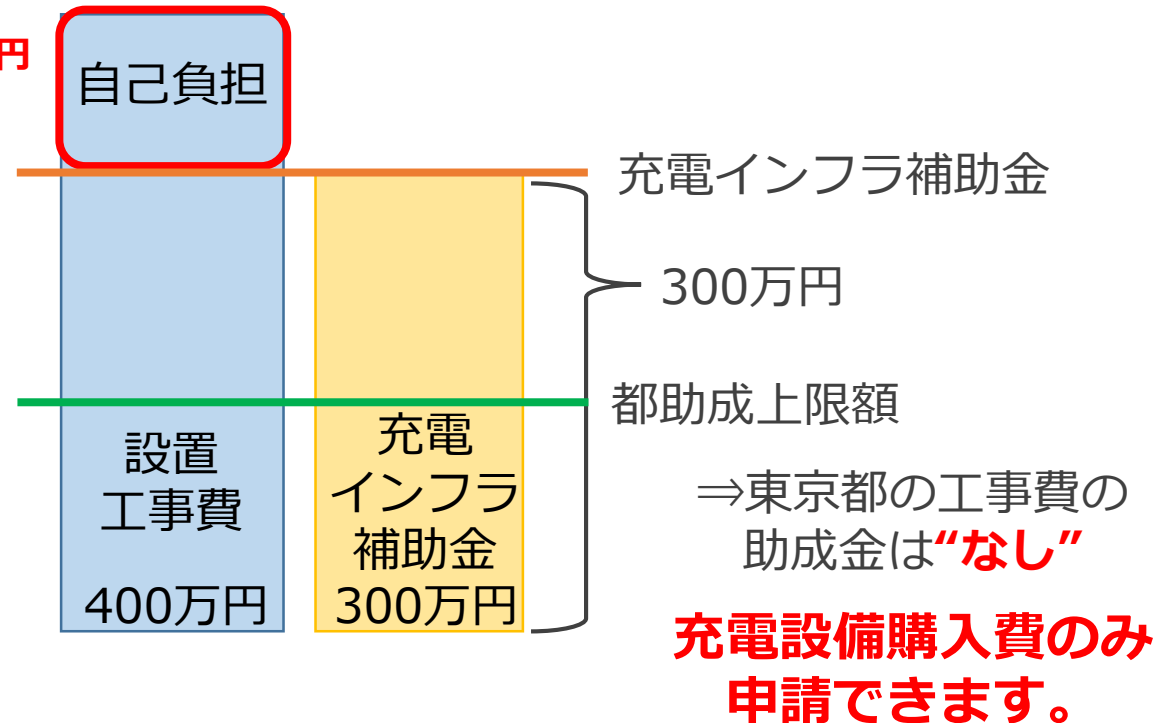 円
自己負担
充電インフラ補助金
300万円
都助成上限額
設置
工事費
400万円
充電
インフラ
補助金
300万円
⇒東京都の工事費の
助成金は“なし”
充電設備購入費のみ
申請できます。